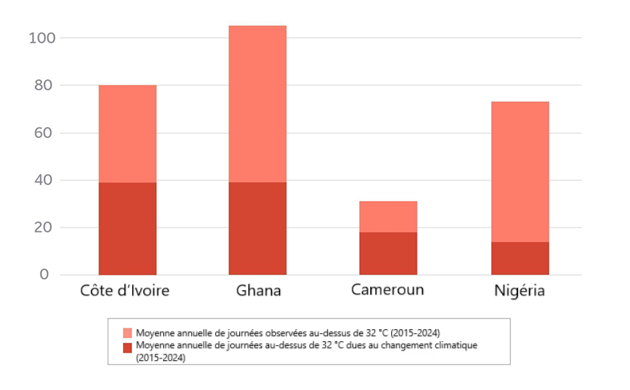 100
80
60
40
20
0
Côte d'Ivoire Ghana Cameroun Nigéria
Moyenne annuelle de journées observées au-dessus de 32 °C (2015-2024)
Moyenne annuelle de journées au-dessus de 32 °C dues au changement climatique
(2015-2024)